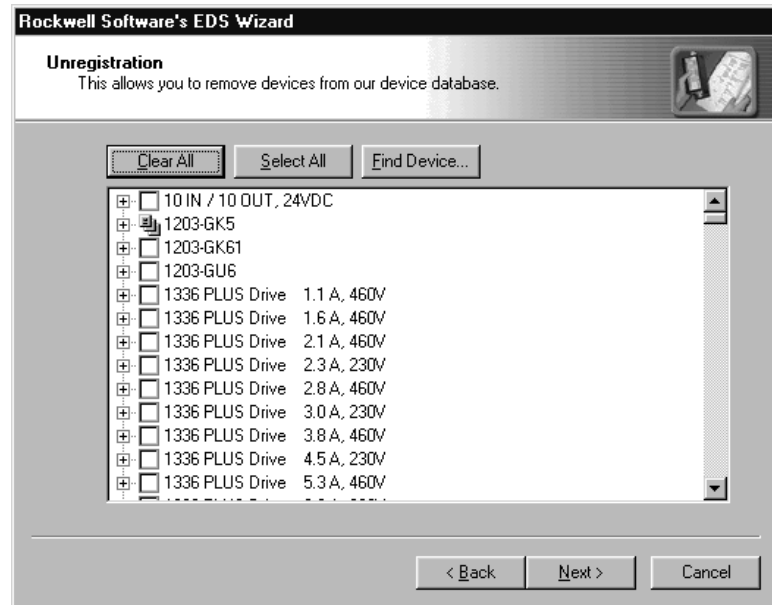 Rockwell Software's EDS Wizard
Unregistration
This allows you to remove devices from our device database.
Clear All Select All Find Device...
10 IN / 10 OUT, 24VDC
1203-GK5
1203-GK61
1203-GU6
1336 PLUS Drive 1.1 A, 460V
1336 PLUS Drive 1.6 A, 460V
1336 PLUS Drive 2.1 A, 460V
1336 PLUS Drive 2.3 A, 230V
1336 PLUS Drive 2.8 A, 460V
1336 PLUS Drive 3.0 A, 230V
1336 PLUS Drive 3.8 A, 460V
1336 PLUS Drive 4.5 A, 230V
1336 PLUS Drive 5.3 A, 460V
< Back Next > Cancel